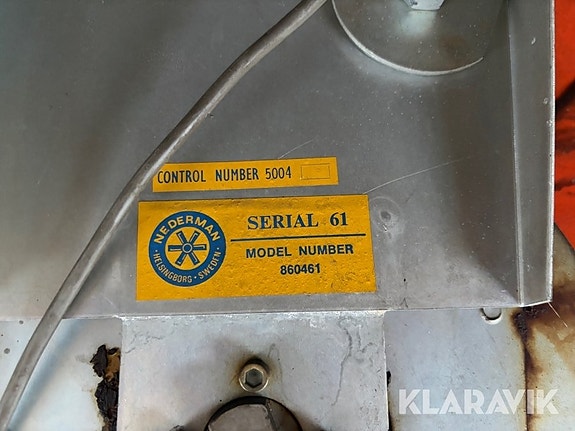 CONTROL NUMBER 5004
NEDERMAN
· HELSINGBORG · SWEDEN ·
SERIAL 61
MODEL NUMBER
860461
KLARAVIK